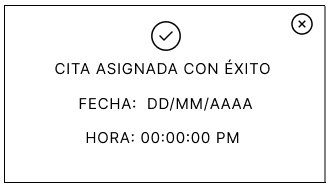 CITA ASIGNADA CON ÉXITO
FECHA:  DD/MM/AAAA
HORA: 00:00:00 PM